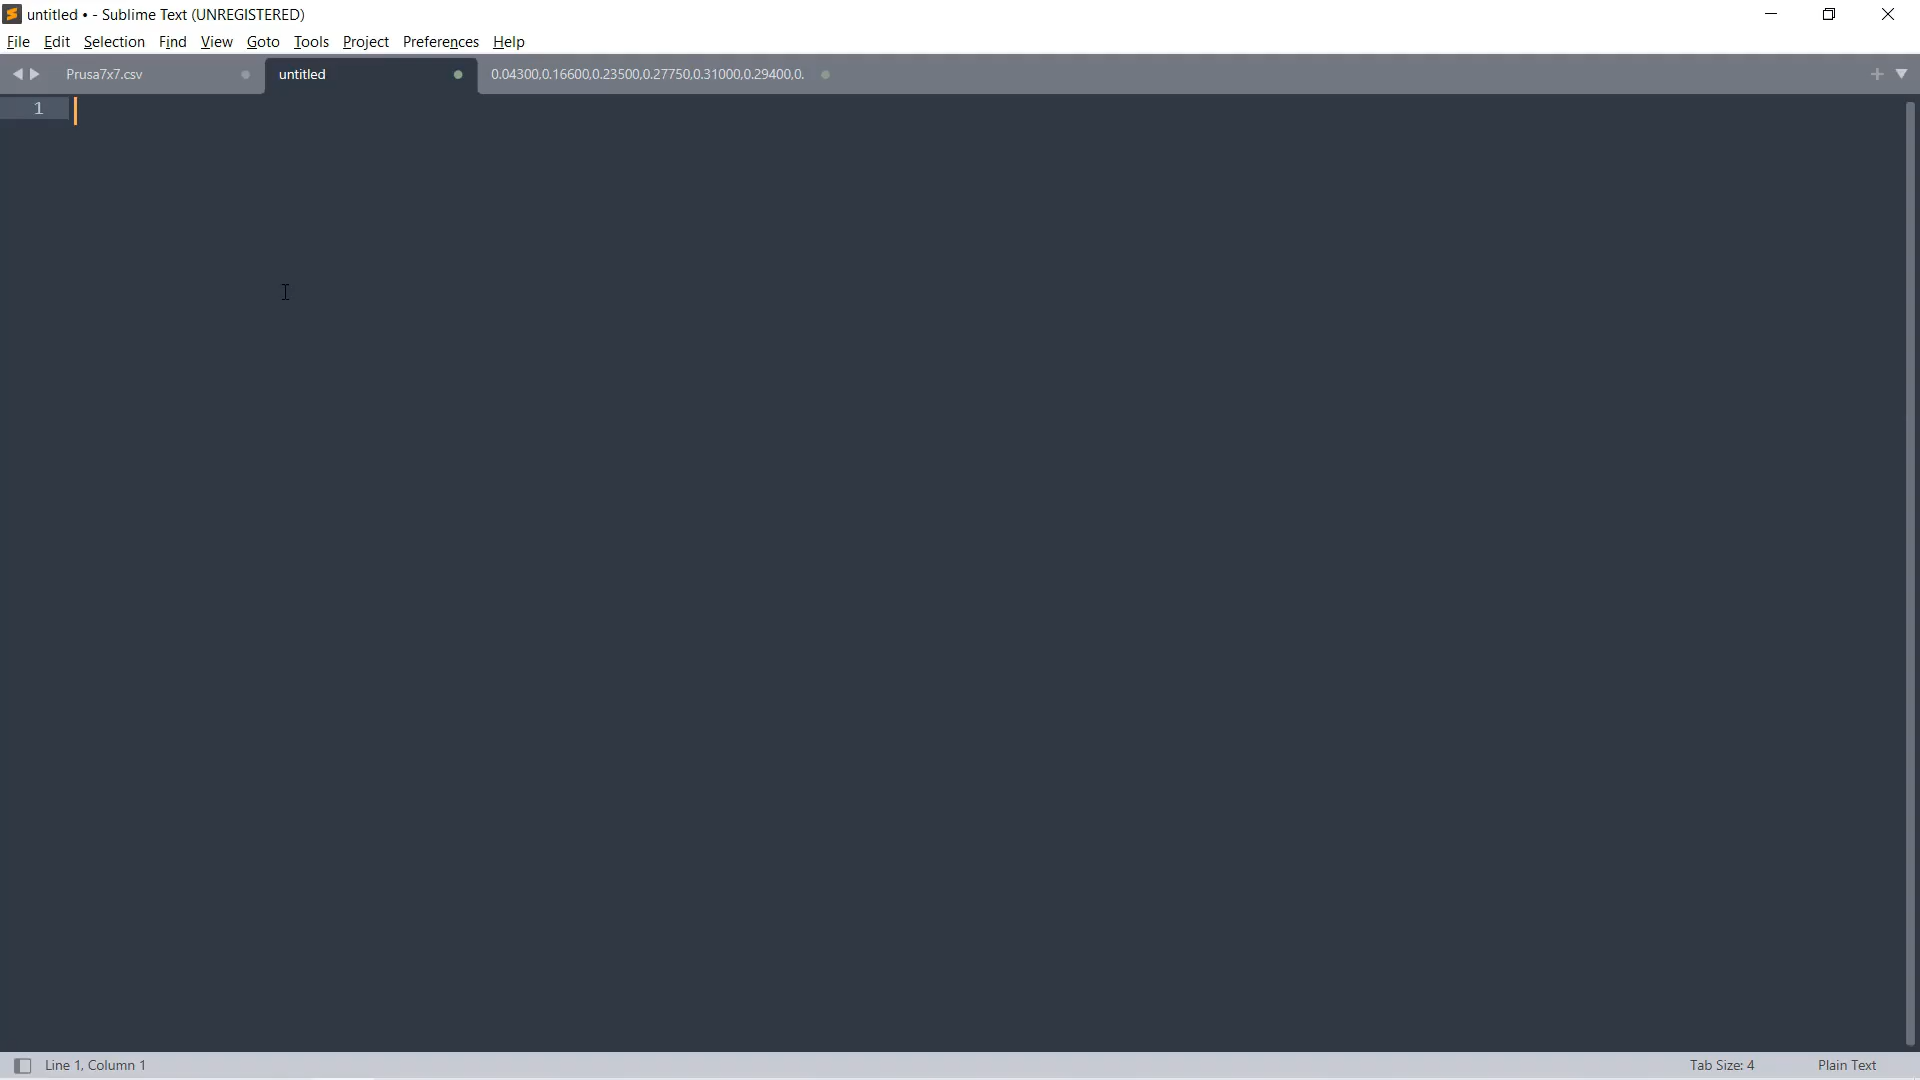 untitled • - Sublime Text (UNREGISTERED)
File Edit Selection Find View Goto Tools Project Preferences Help
Prusa7x7.csv untitled 0.04300,0.16600,0.23500,0.27750,0.31000,0.29400,0.
1
Line 1, Column 1 Tab Size: 4 Plain Text